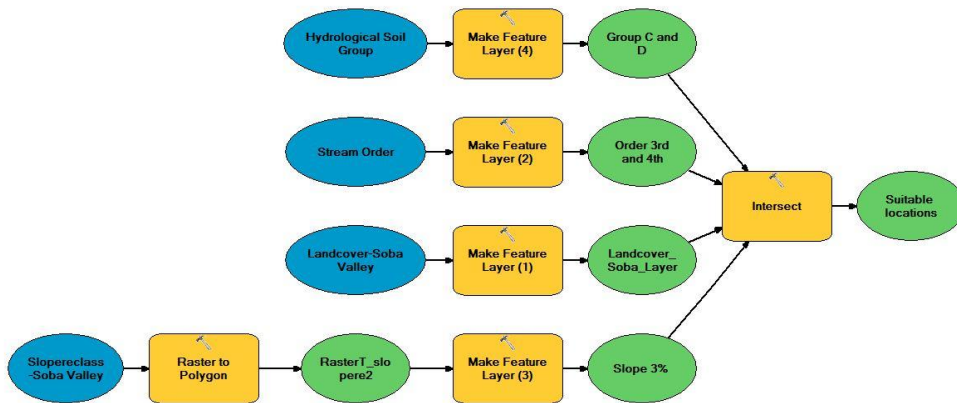 Hydrological Soil
Group
Make Feature
Layer (4)
Group C and
D
Stream Order
Make Feature
Layer (2)
Order 3rd
and 4th
Intersect
Suitable
locations
Landcover-Soba
Valley
Make Feature
Layer (1)
Landcover_
Soba_Layer
Slopereclass
-Soba Valley
Raster to
Polygon
RasterT_slo
pere2
Make Feature
Layer (3)
Slope 3%